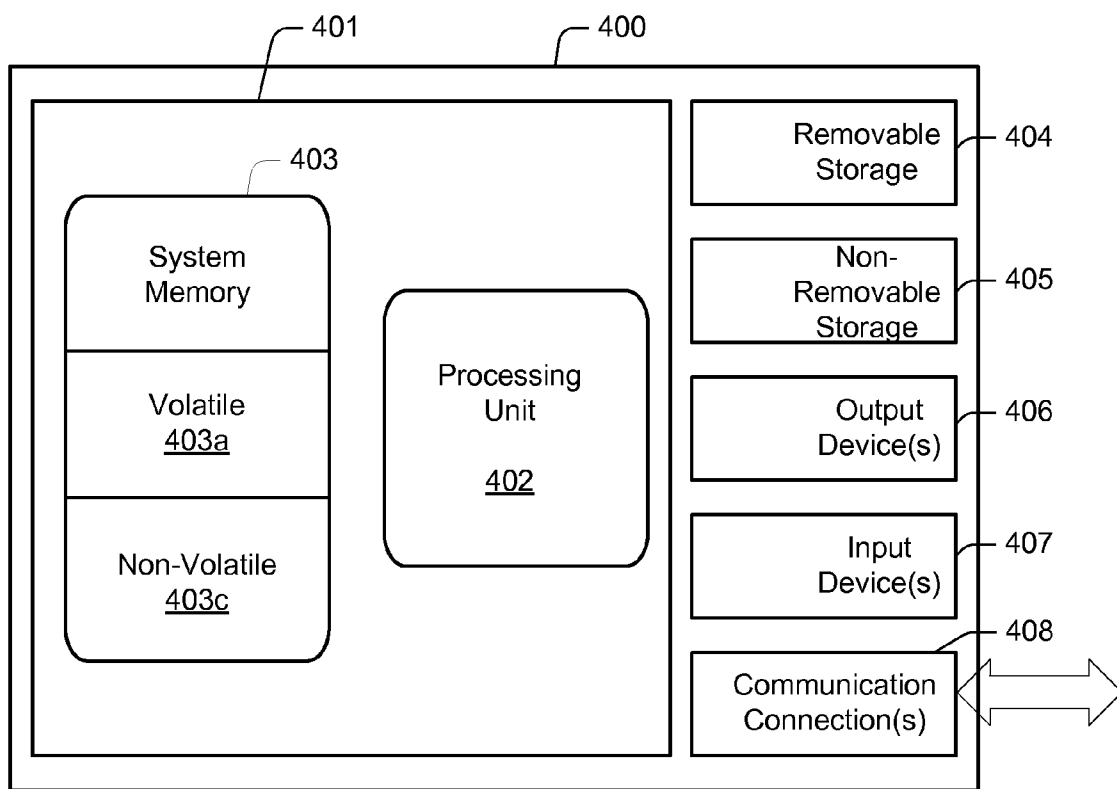 401
400
403
System
Memory
Volatile
403a
Non-Volatile
403c
Processing
Unit
402
Removable
Storage
404
Non-
Removable
Storage
405
Output
Device(s)
406
Input
Device(s)
407
408
Communication
Connection(s)